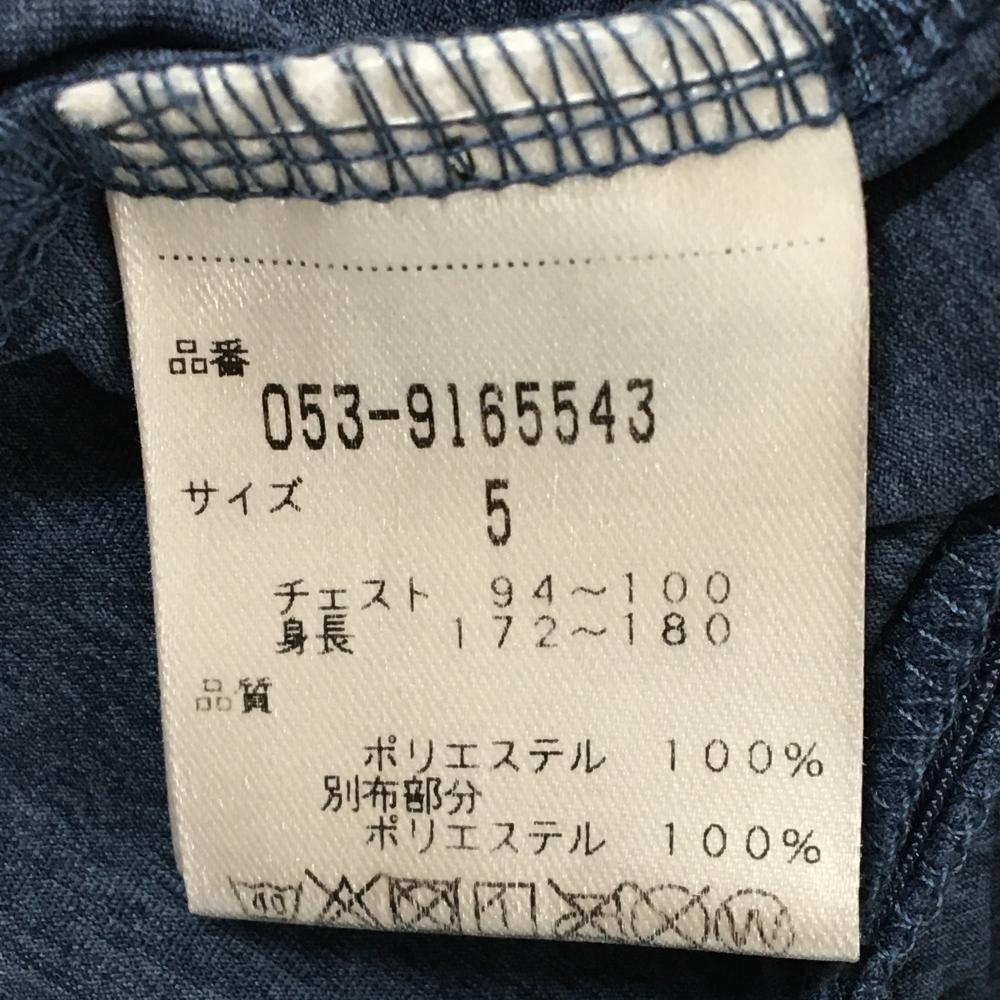 5
品番
053-9165543
サイズ 5
チェスト 94～100
身長 172～180
品質
ポリエステル 100%
別布部分
ポリエステル 100%
40
W